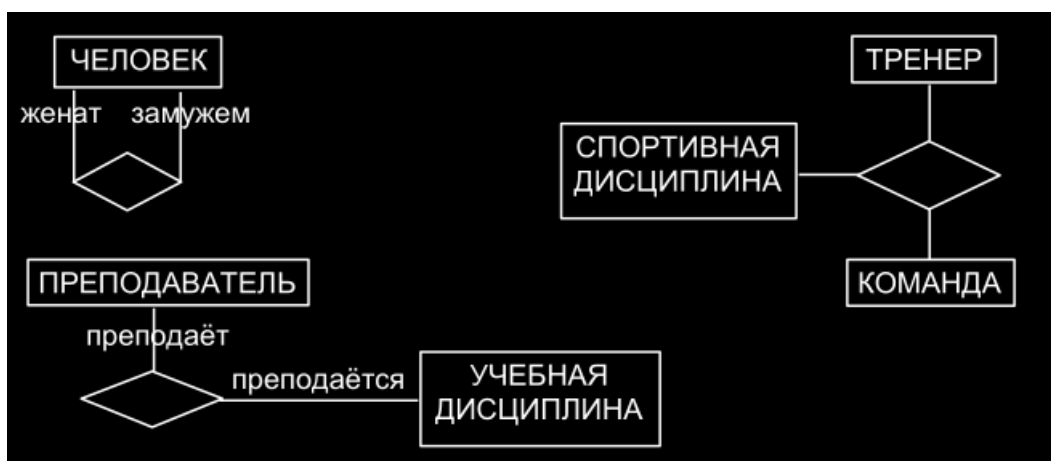 ЧЕЛОВЕК
женат замужем
ТРЕНЕР
СПОРТИВНАЯ
ДИСЦИПЛИНА
КОМАНДА
ПРЕПОДАВАТЕЛЬ
преподаёт
преподаётся
УЧЕБНАЯ
ДИСЦИПЛИНА